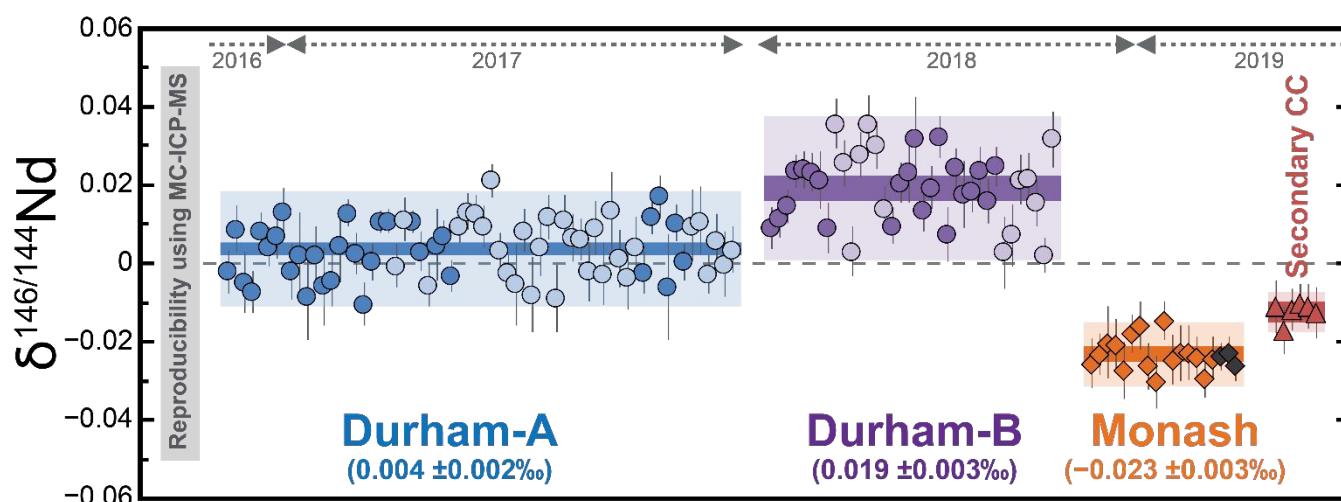 0.06
0.04
0.02
0
−0.02
−0.04
−0.06
δ146/144Nd
Reproducibility using MC-ICP-MS
2016
2017
2018
2019
Secondary CC
Durham-A
(0.004 ±0.002‰)
Durham-B
(0.019 ±0.003‰)
Monash
(−0.023 ±0.003‰)